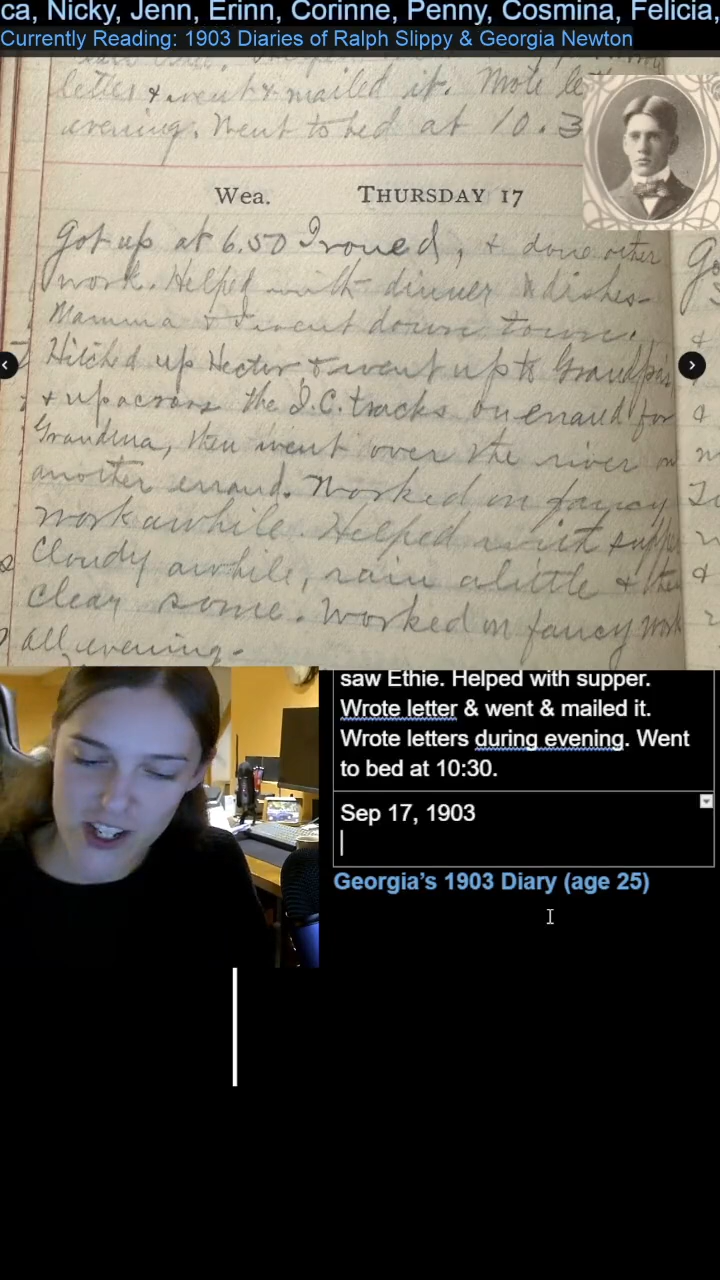 ca, Nicky, Jenn, Erinn, Corinne, Penny, Cosmina, Felicia,
Currently Reading: 1903 Diaries of Ralph Slippy & Georgia Newton
letter & went & mailed it. Wrote le
evening. Went to bed at 10.3
Wea. THURSDAY 17
Got up at 6.50 Ironed, & done other
work. Helped with dinner & dishes-
Mamma & I went down town.
Hitched up Hector & went up to Grandpa's
& up across the I.C. tracks on errand for
Grandma, then went over the river on
another errand. Worked on fancy
work awhile. Helped with supper
Cloudy awhile, rain a little & then
clear some. Worked on fancy work
all evening-
saw Ethie. Helped with supper.
Wrote letter & went & mailed it.
Wrote letters during evening. Went
to bed at 10:30.
Sep 17, 1903
Georgia's 1903 Diary (age 25)